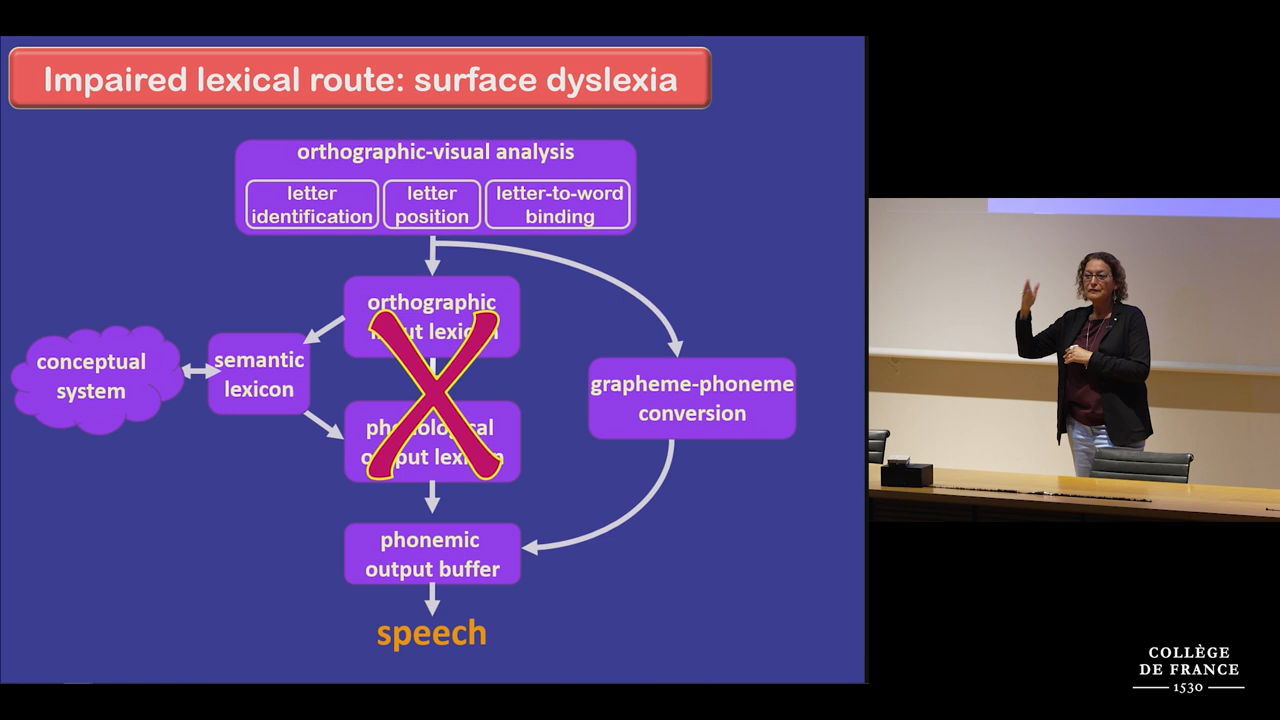 Impaired lexical route: surface dyslexia
orthographic-visual analysis
letter
identification
letter
position
letter-to-word
binding
orthographic
input lexicon
conceptual
system
semantic
lexicon
grapheme-phoneme
conversion
phonological
output lexicon
phonemic
output buffer
speech
COLLÈGE
DE FRANCE
1530